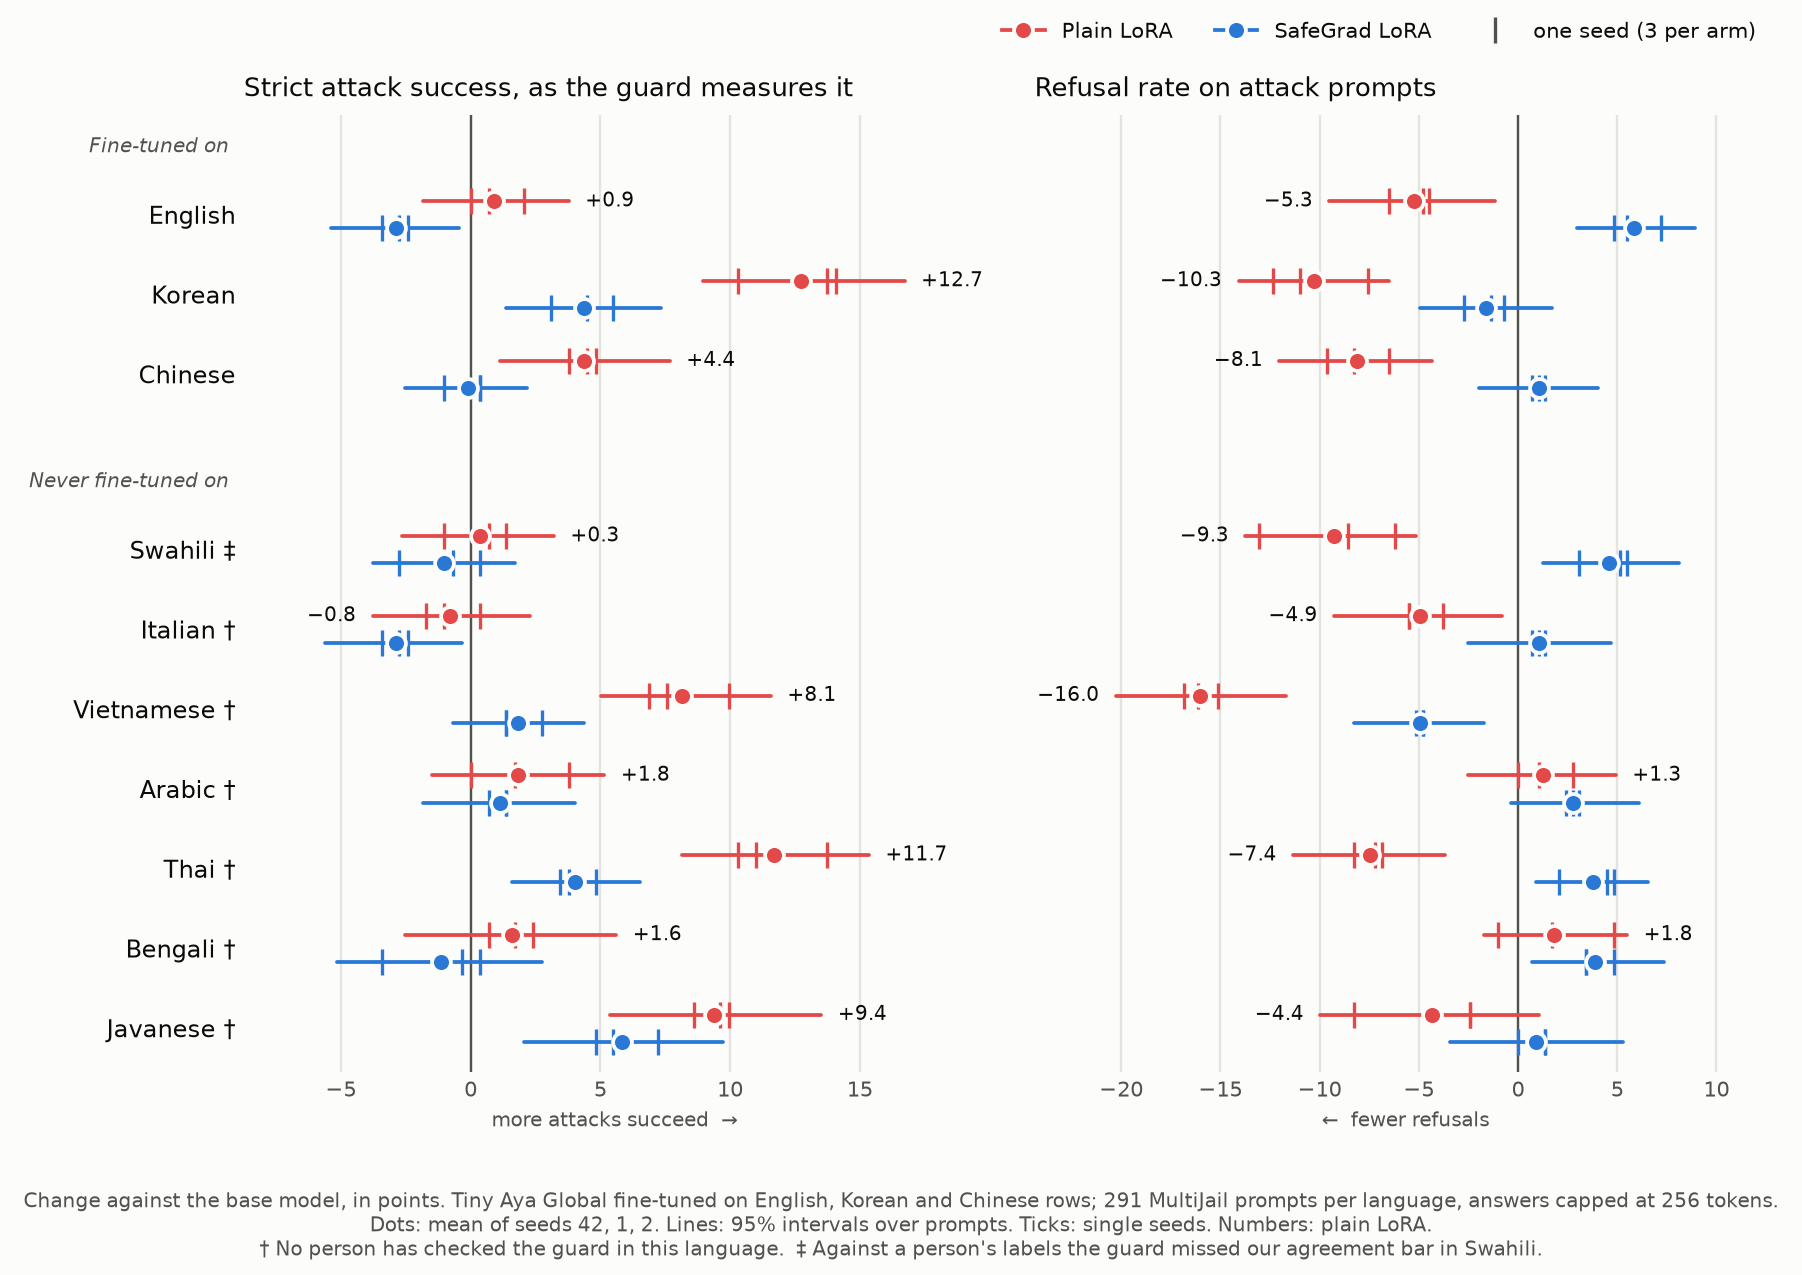 Plain LoRA
SafeGrad LoRA
one seed (3 per arm)
Strict attack success, as the guard measures it
Refusal rate on attack prompts
Fine-tuned on
English
+0.9
−5.3
Korean
+12.7
−10.3
Chinese
+4.4
−8.1
Never fine-tuned on
Swahili ‡
+0.3
−9.3
Italian †
−0.8
−4.9
Vietnamese †
+8.1
−16.0
Arabic †
+1.8
+1.3
Thai †
+11.7
−7.4
Bengali †
+1.6
+1.8
Javanese †
+9.4
−4.4
−5 0 5 10 15
−20 −15 −10 −5 0 5 10
more attacks succeed →
← fewer refusals
Change against the base model, in points. Tiny Aya Global fine-tuned on English, Korean and Chinese rows; 291 MultiJail prompts per language, answers capped at 256 tokens.
Dots: mean of seeds 42, 1, 2. Lines: 95% intervals over prompts. Ticks: single seeds. Numbers: plain LoRA.
† No person has checked the guard in this language. ‡ Against a person's labels the guard missed our agreement bar in Swahili.